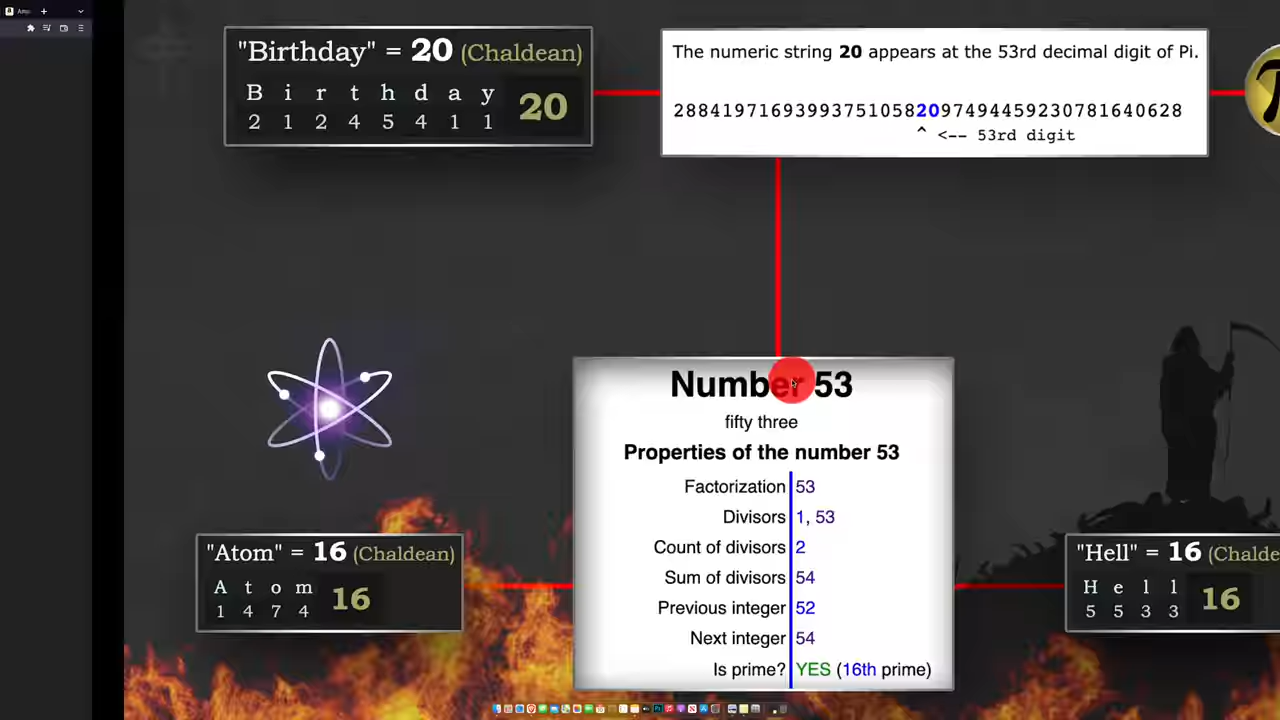 "Birthday" = 20 (Chaldean)
B i r t h d a y
2 1 2 4 5 4 1 1
20
The numeric string 20 appears at the 53rd decimal digit of Pi.
28841971693993751058209749445923078164062​8
^ <-- 53rd digit
Number 53
fifty three
Properties of the number 53
Factorization 53
Divisors 1, 53
Count of divisors 2
Sum of divisors 54
Previous integer 52
Next integer 54
Is prime? YES (16th prime)
"Atom" = 16 (Chaldean)
A t o m
1 4 7 4
16
"Hell" = 16 (Chalde
H e l l
5 5 3 3
16